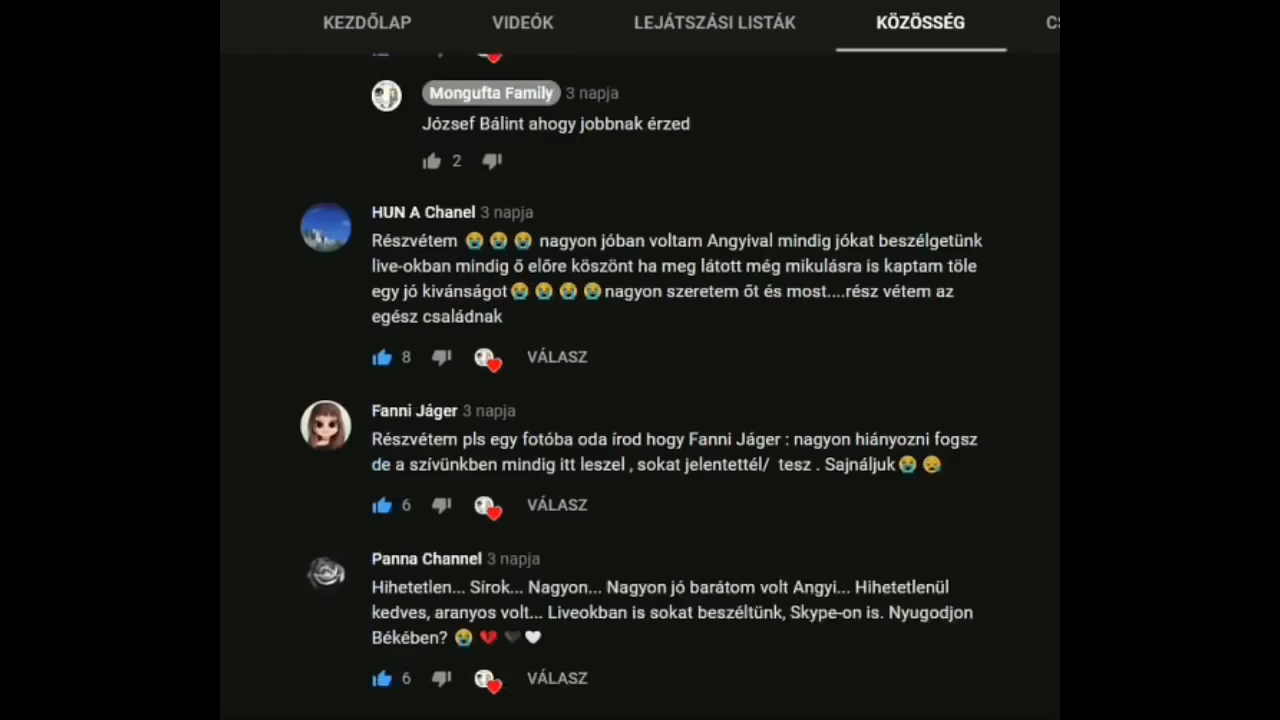 KEZDŐLAP VIDEÓK LEJÁTSZÁSI LISTÁK KÖZÖSSÉG
Mongufta Family 3 napja
József Bálint ahogy jobbnak érzed
2
HUN A Chanel 3 napja
Részvétem 😭 😭 😭 nagyon jóban voltam Angyival mindig jókat beszélgetünk
live-okban mindig ő előre köszönt ha meg látott még mikulásra is kaptam töle
egy jó kivánságot😭 😭 😭 😭nagyon szeretem őt és most....rész vétem az
egész családnak
8 VÁLASZ
Fanni Jáger 3 napja
Részvétem pls egy fotóba oda írod hogy Fanni Jáger : nagyon hiányozni fogsz
de a szívünkben mindig itt leszel , sokat jelentettél/ tesz . Sajnáljuk😭 😪
6 VÁLASZ
Panna Channel 3 napja
Hihetetlen... Sírok... Nagyon... Nagyon jó barátom volt Angyi... Hihetetlenül
kedves, aranyos volt... Liveokban is sokat beszéltünk, Skype-on is. Nyugodjon
Békében? 😭 💔 🖤 🤍
6 VÁLASZ